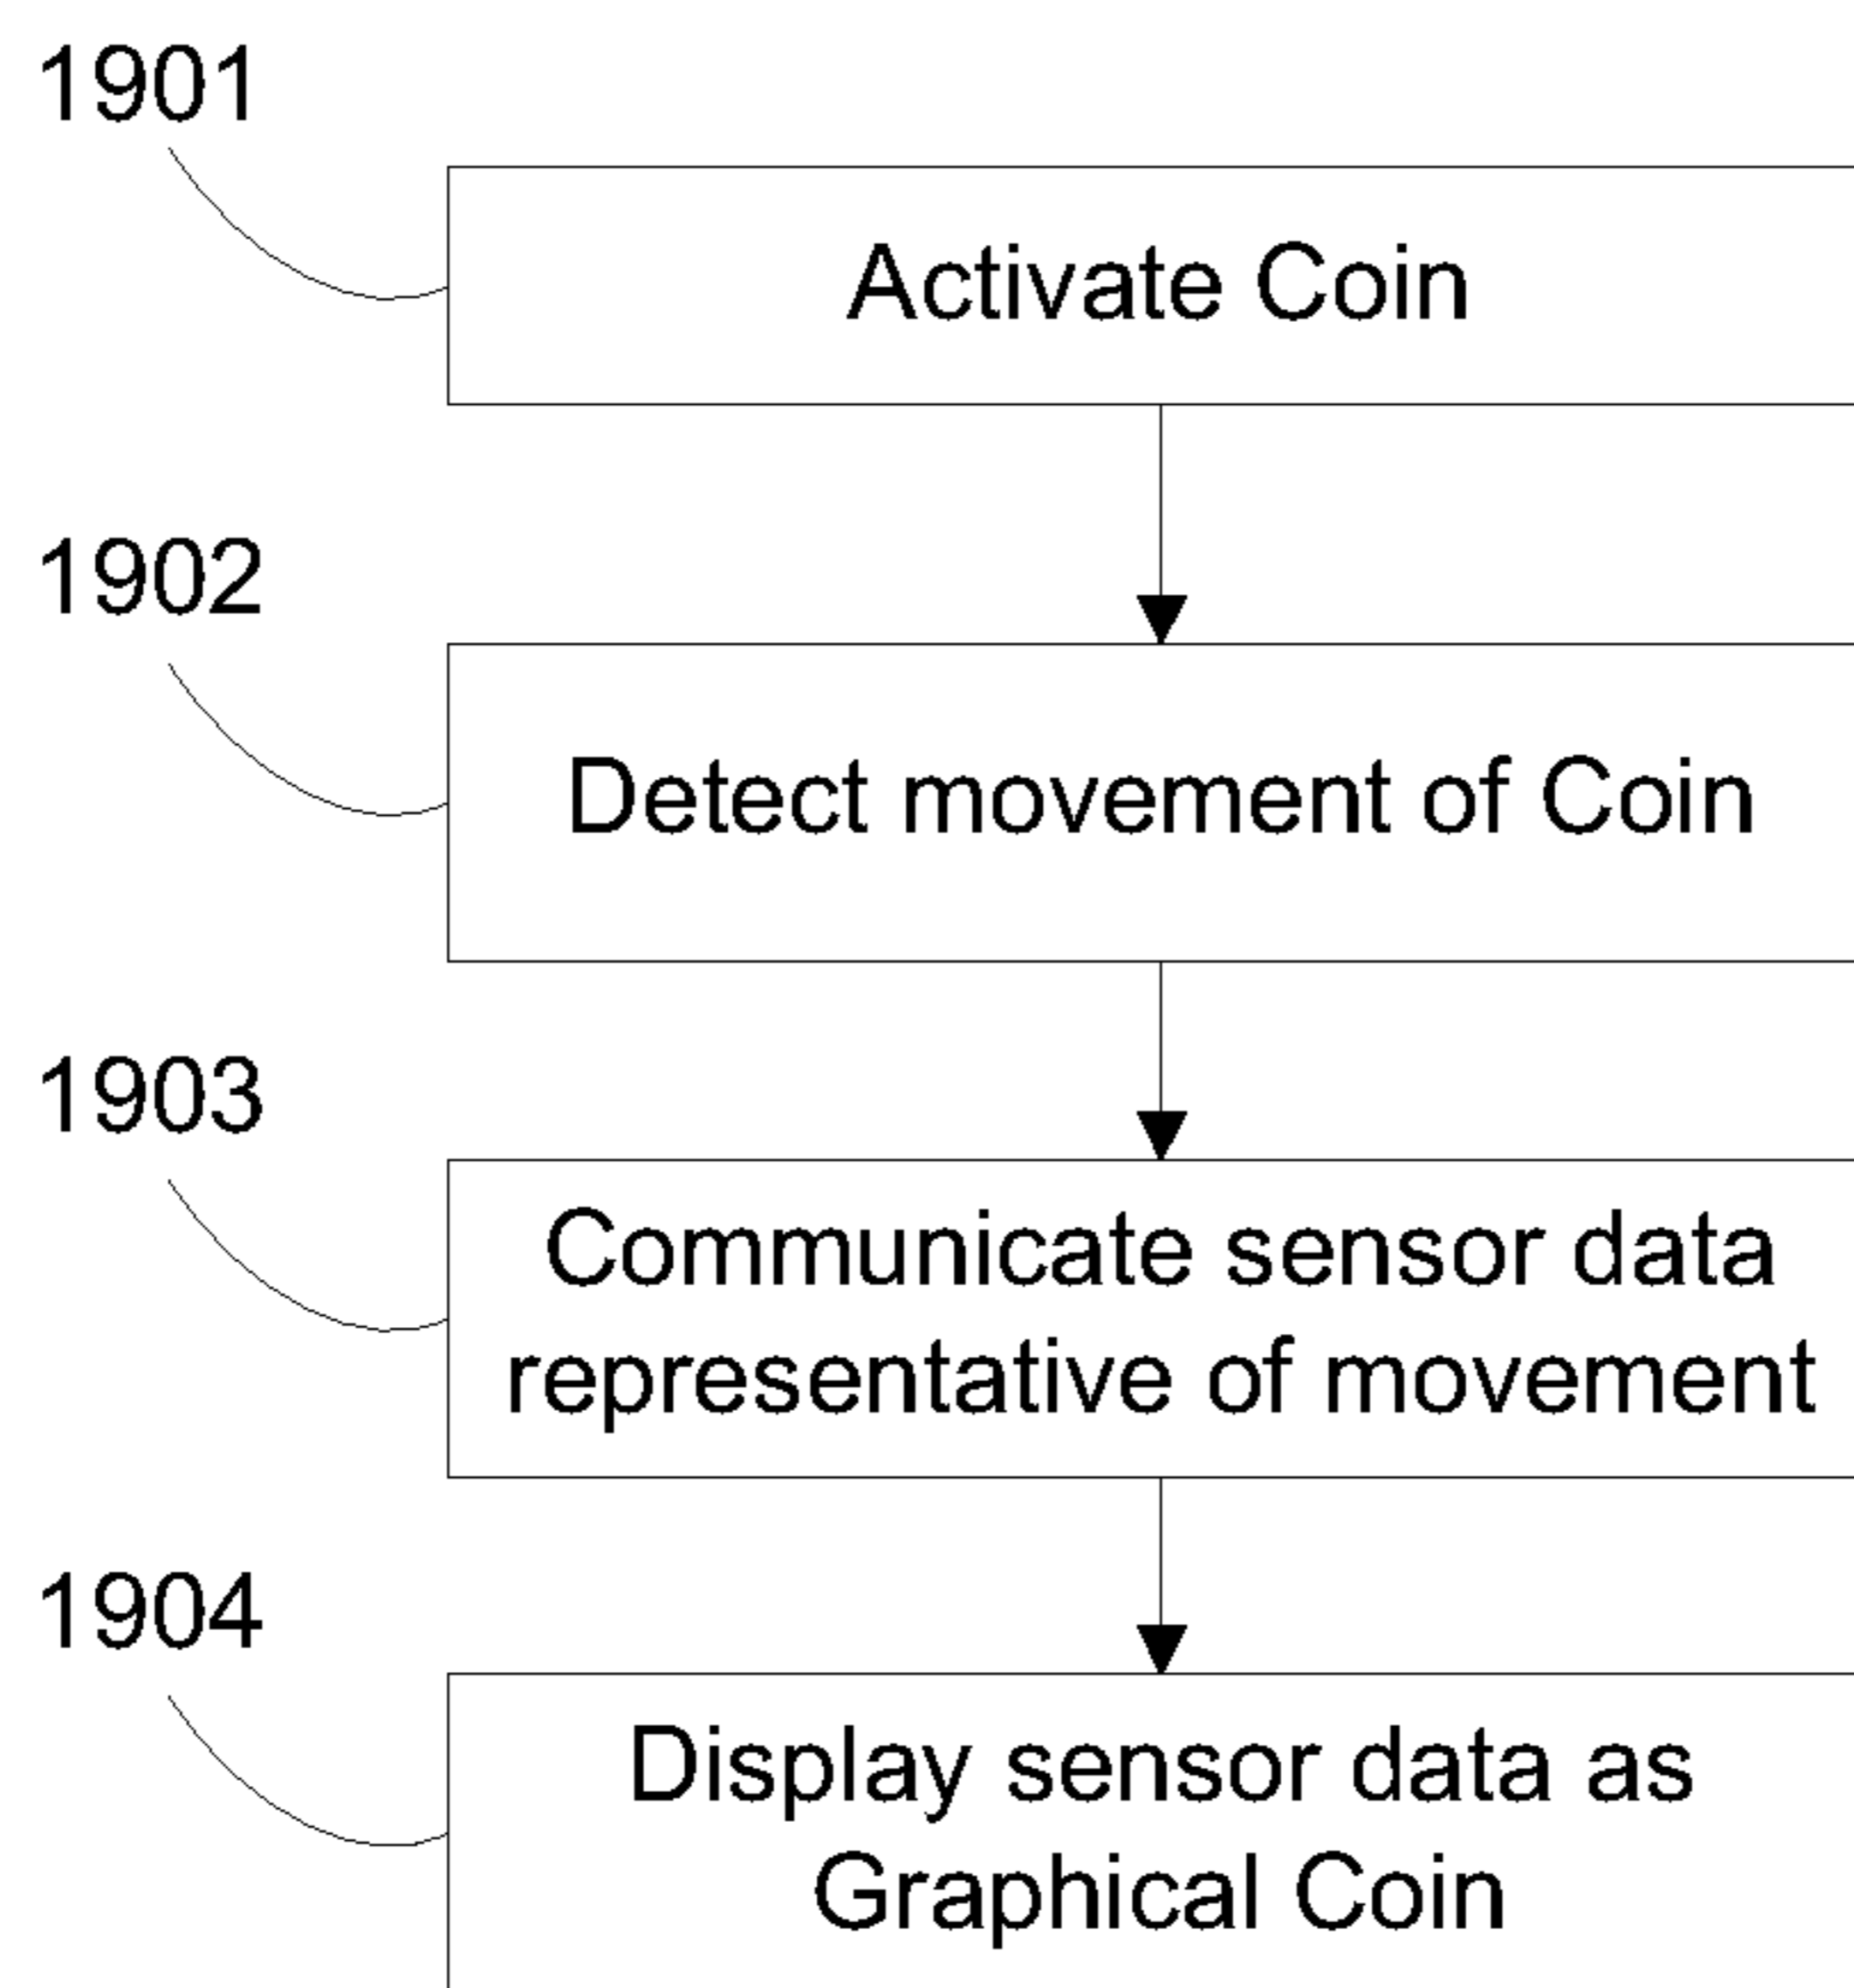 1901
Activate Coin
1902
Detect movement of Coin
1903
Communicate sensor data
representative of movement
1904
Display sensor data as
Graphical Coin